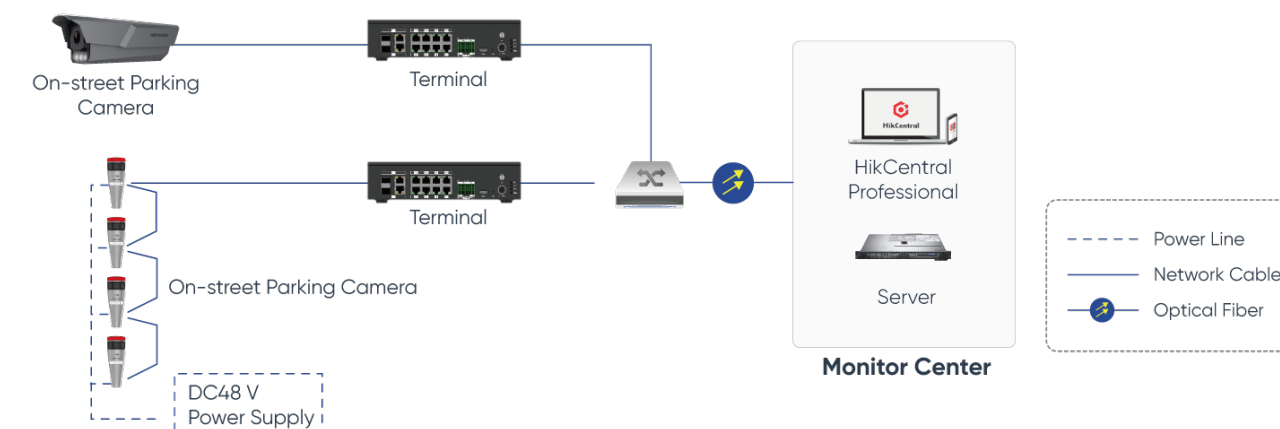 On-street Parking
Camera
Terminal
Terminal
On-street Parking Camera
DC48 V
Power Supply
HikCentral
HikCentral
Professional
Server
Monitor Center
Power Line
Network Cable
Optical Fiber